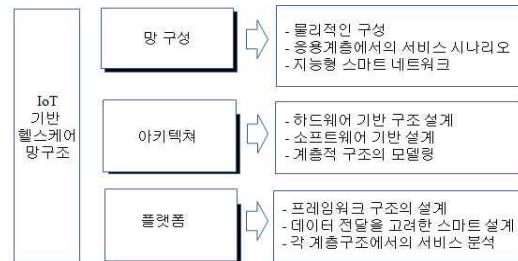 IoT
기반
헬스케어
망구조
망 구성
- 물리적인 구성
- 응용계층에서의 서비스 시나리오
- 지능형 스마트 네트워크
아키텍쳐
- 하드웨어 기반 구조 설계
- 소프트웨어 기반 설계
- 계층적 구조의 모델링
플랫폼
- 프레임워크 구조의 설계
- 데이터 전달을 고려한 스마트 설계
- 각 계층구조에서의 서비스 분석